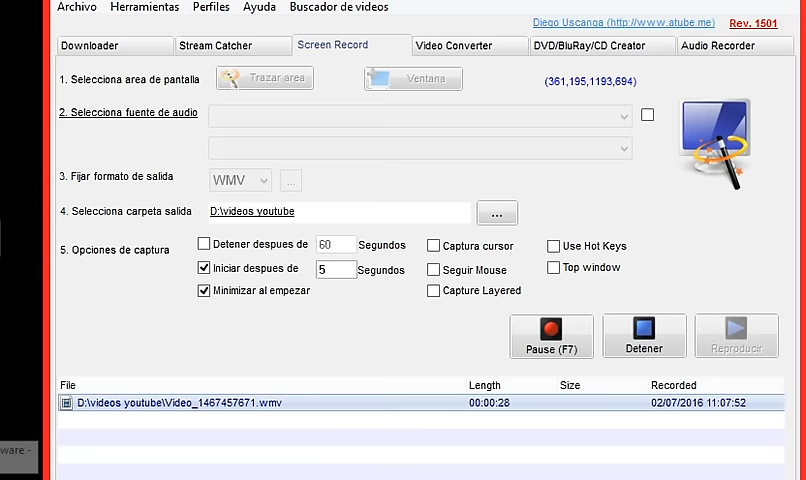 Archivo Herramientas Perfiles Ayuda Buscador de videos
Diego Uscanga (http://www.atube.me) Rev. 1501
Downloader Stream Catcher Screen Record Video Converter DVD/BluRay/CD Creator Audio Recorder
1. Selecciona area de pantalla Trazar area Ventana (361,195,1193,694)
2. Selecciona fuente de audio
3. Fijar formato de salida WMV ...
4. Selecciona carpeta salida D:\videos youtube ...
5. Opciones de captura Detener despues de 60 Segundos Captura cursor Use Hot Keys
Iniciar despues de 5 Segundos Seguir Mouse Top window
Minimizar al empezar Capture Layered
Pause (F7) Detener Reproducir
File Length Size Recorded
D:\videos youtube\Video_1467457671.wmv 00:00:28 02/07/2016 11:07:52
ware -